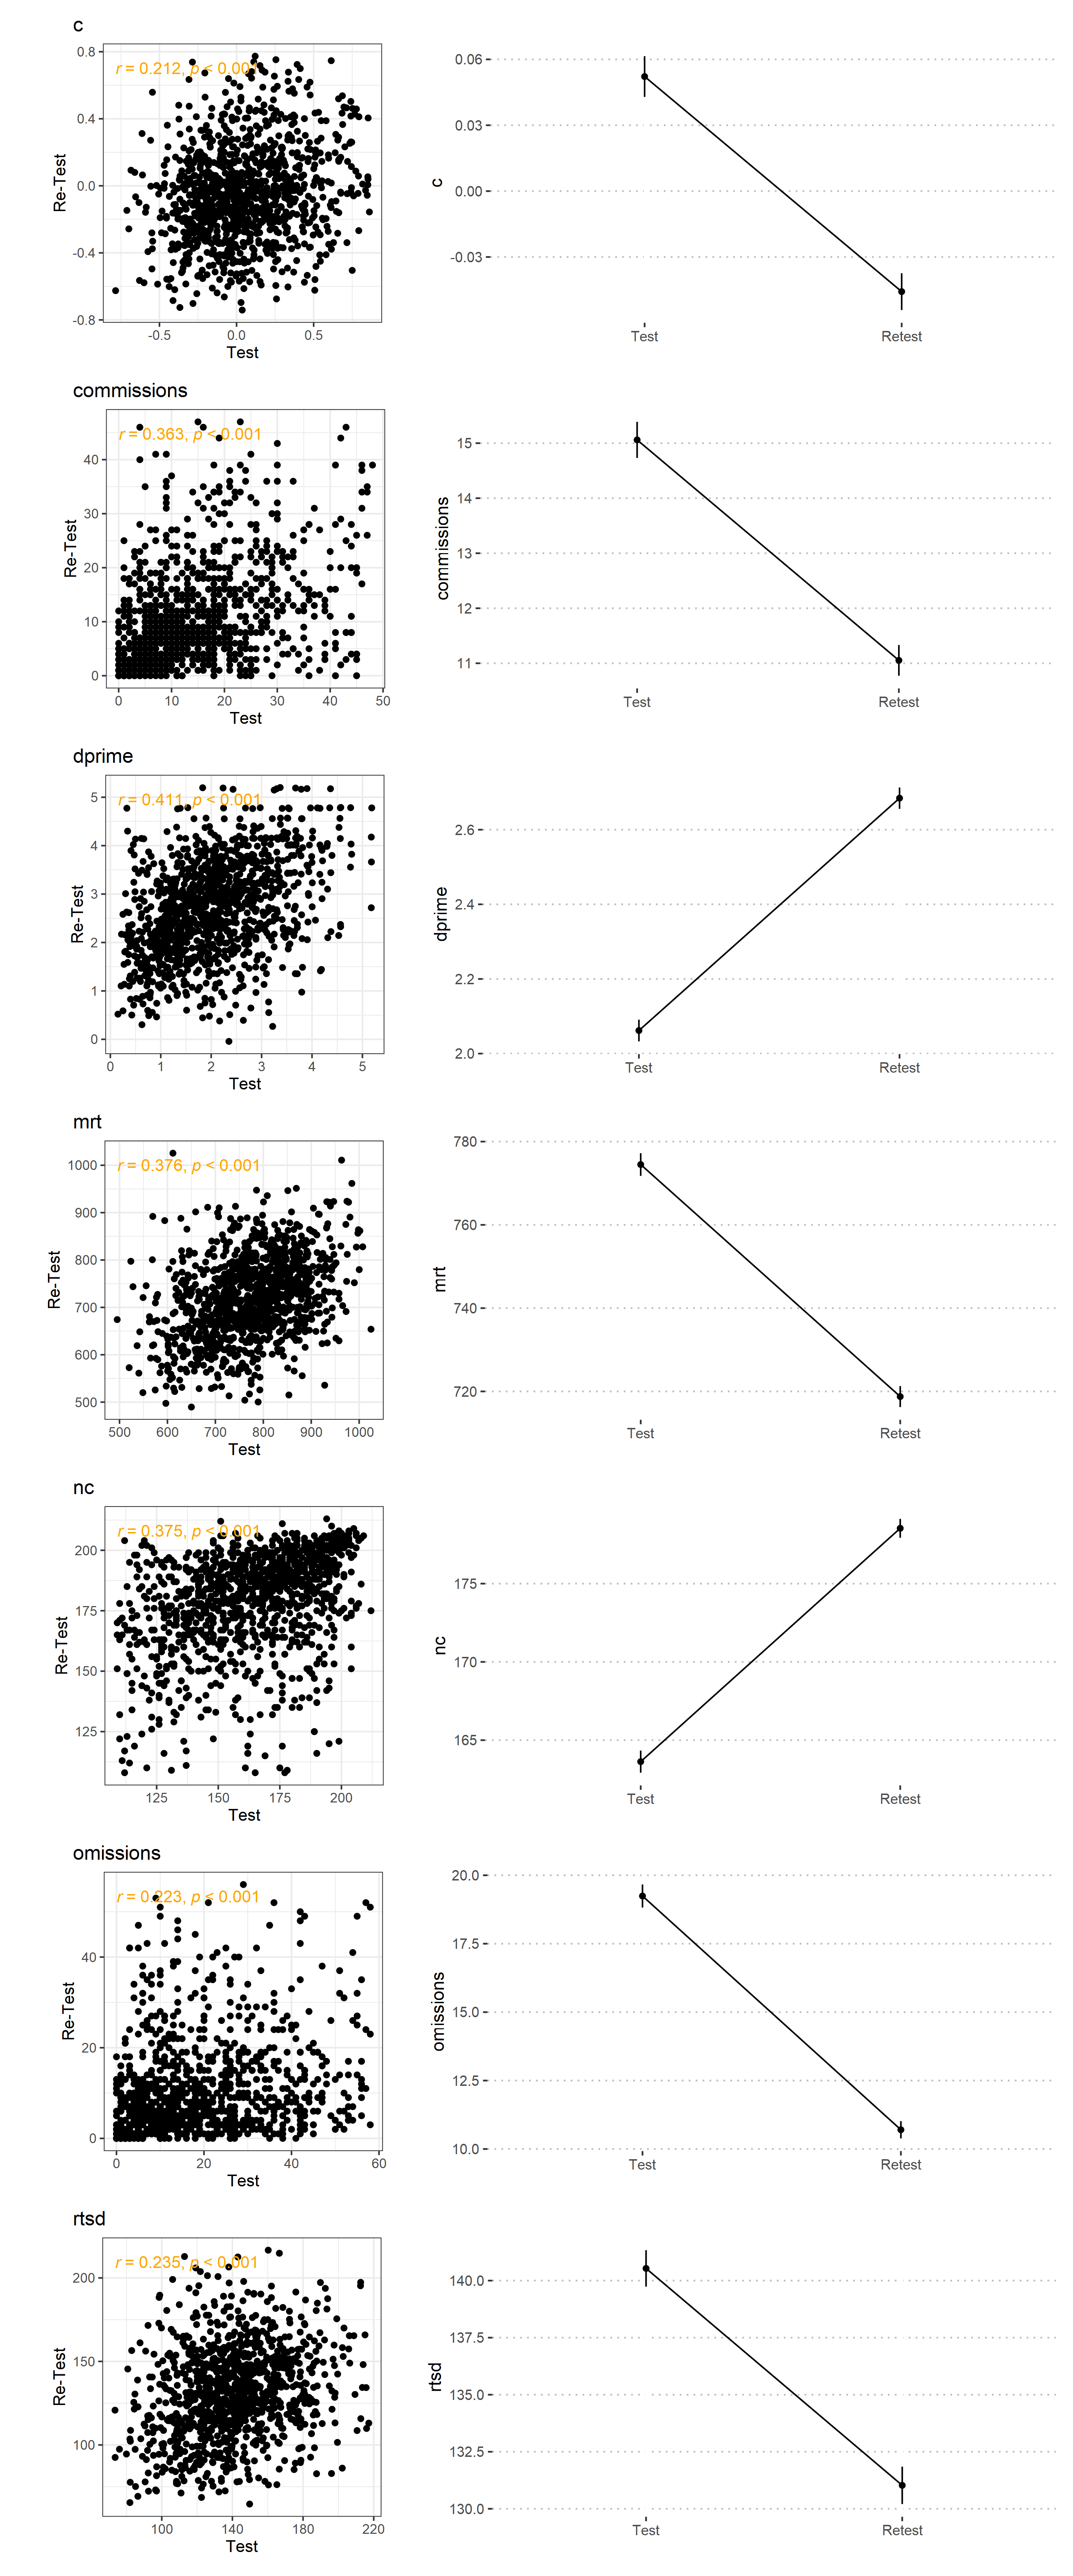 c
r = 0.212, p < 0.001
0.8
0.4
0.0
-0.4
-0.8
Re-Test
-0.5 0.0 0.5
Test
0.06
0.03
0.00
-0.03
c
Test Retest
commissions
r = 0.363, p < 0.001
40
30
20
10
0
Re-Test
0 10 20 30 40 50
Test
15
14
13
12
11
commissions
Test Retest
dprime
r = 0.411, p < 0.001
5
4
3
2
1
0
Re-Test
0 1 2 3 4 5
Test
2.6
2.4
2.2
2.0
dprime
Test Retest
mrt
r = 0.376, p < 0.001
1000
900
800
700
600
500
Re-Test
500 600 700 800 900 1000
Test
780
760
740
720
mrt
Test Retest
nc
r = 0.375, p < 0.001
200
175
150
125
Re-Test
125 150 175 200
Test
175
170
165
nc
Test Retest
omissions
r = 0.223, p < 0.001
40
20
0
Re-Test
0 20 40 60
Test
20.0
17.5
15.0
12.5
10.0
omissions
Test Retest
rtsd
r = 0.235, p < 0.001
200
150
100
Re-Test
100 140 180 220
Test
140.0
137.5
135.0
132.5
130.0
rtsd
Test Retest